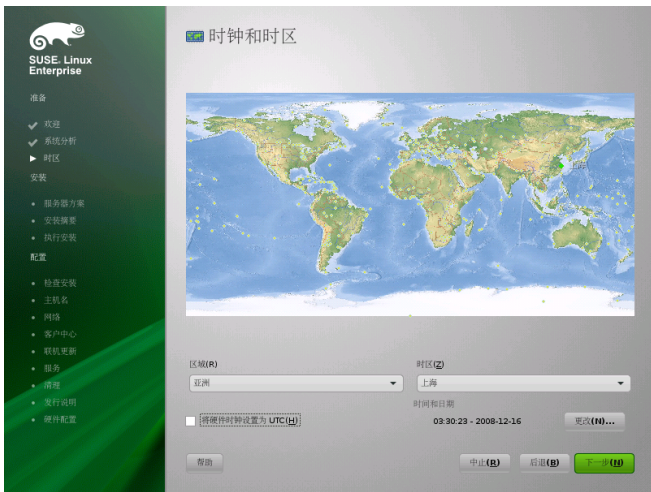 SUSE. Linux
Enterprise
准备
欢迎
系统分析
时区
安装
服务器方案
安装摘要
执行安装
配置
检查安装
主机名
网络
客户中心
联机更新
服务
清理
发行说明
硬件配置
时钟和时区
上海
区域(R)
亚洲
时区(Z)
上海
将硬件时钟设置为 UTC(H)
时间和日期
03:30:23 - 2008-12-16
更改(N)...
帮助
中止(R)
后退(B)
下一步(N)